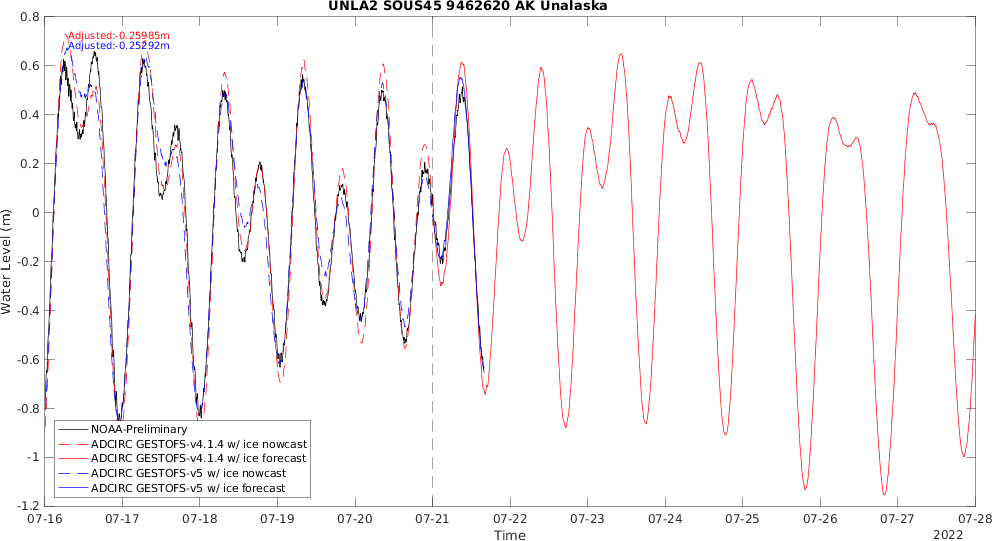 UNLA2 SOUS45 9462620 AK Unalaska
Adjusted:-0.25985m
Adjusted:-0.25292m
Water Level (m)
0.8
0.6
0.4
0.2
0
-0.2
-0.4
-0.6
-0.8
-1
-1.2
NOAA-Preliminary
ADCIRC GESTOFS-v4.1.4 w/ ice nowcast
ADCIRC GESTOFS-v4.1.4 w/ ice forecast
ADCIRC GESTOFS-v5 w/ ice nowcast
ADCIRC GESTOFS-v5 w/ ice forecast
07-16 07-17 07-18 07-19 07-20 07-21 07-22 07-23 07-24 07-25 07-26 07-27 07-28
Time
2022